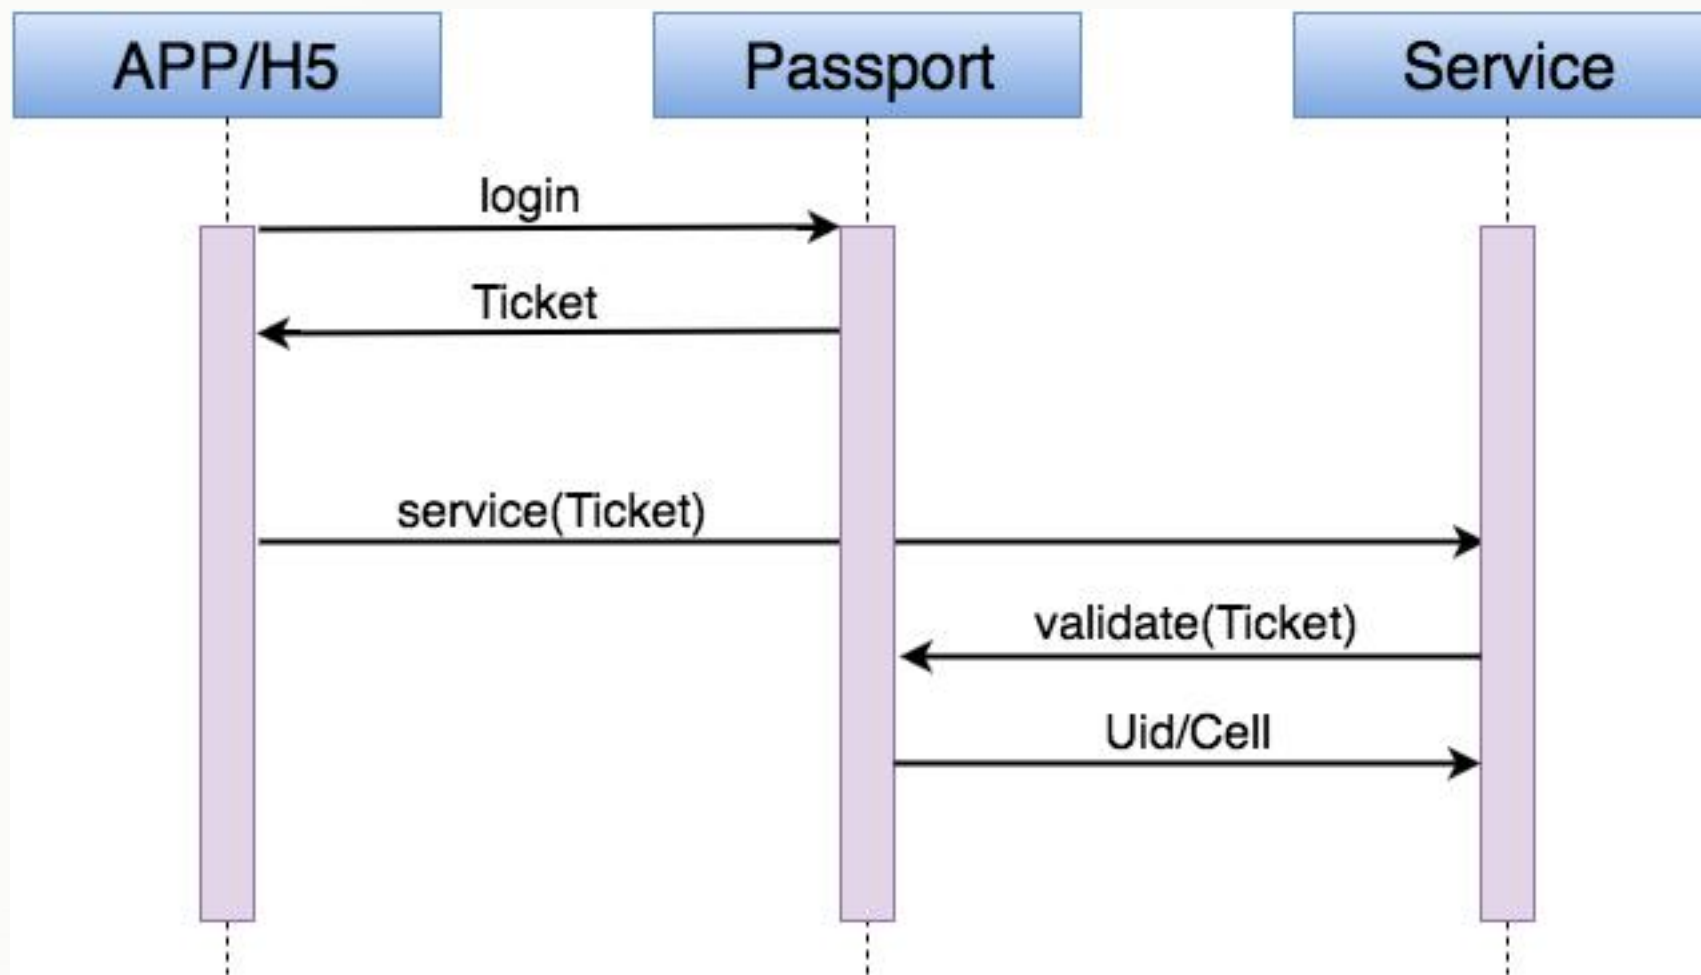 APP/H5
Passport
Service
login
Ticket
service(Ticket)
validate(Ticket)
Uid/Cell